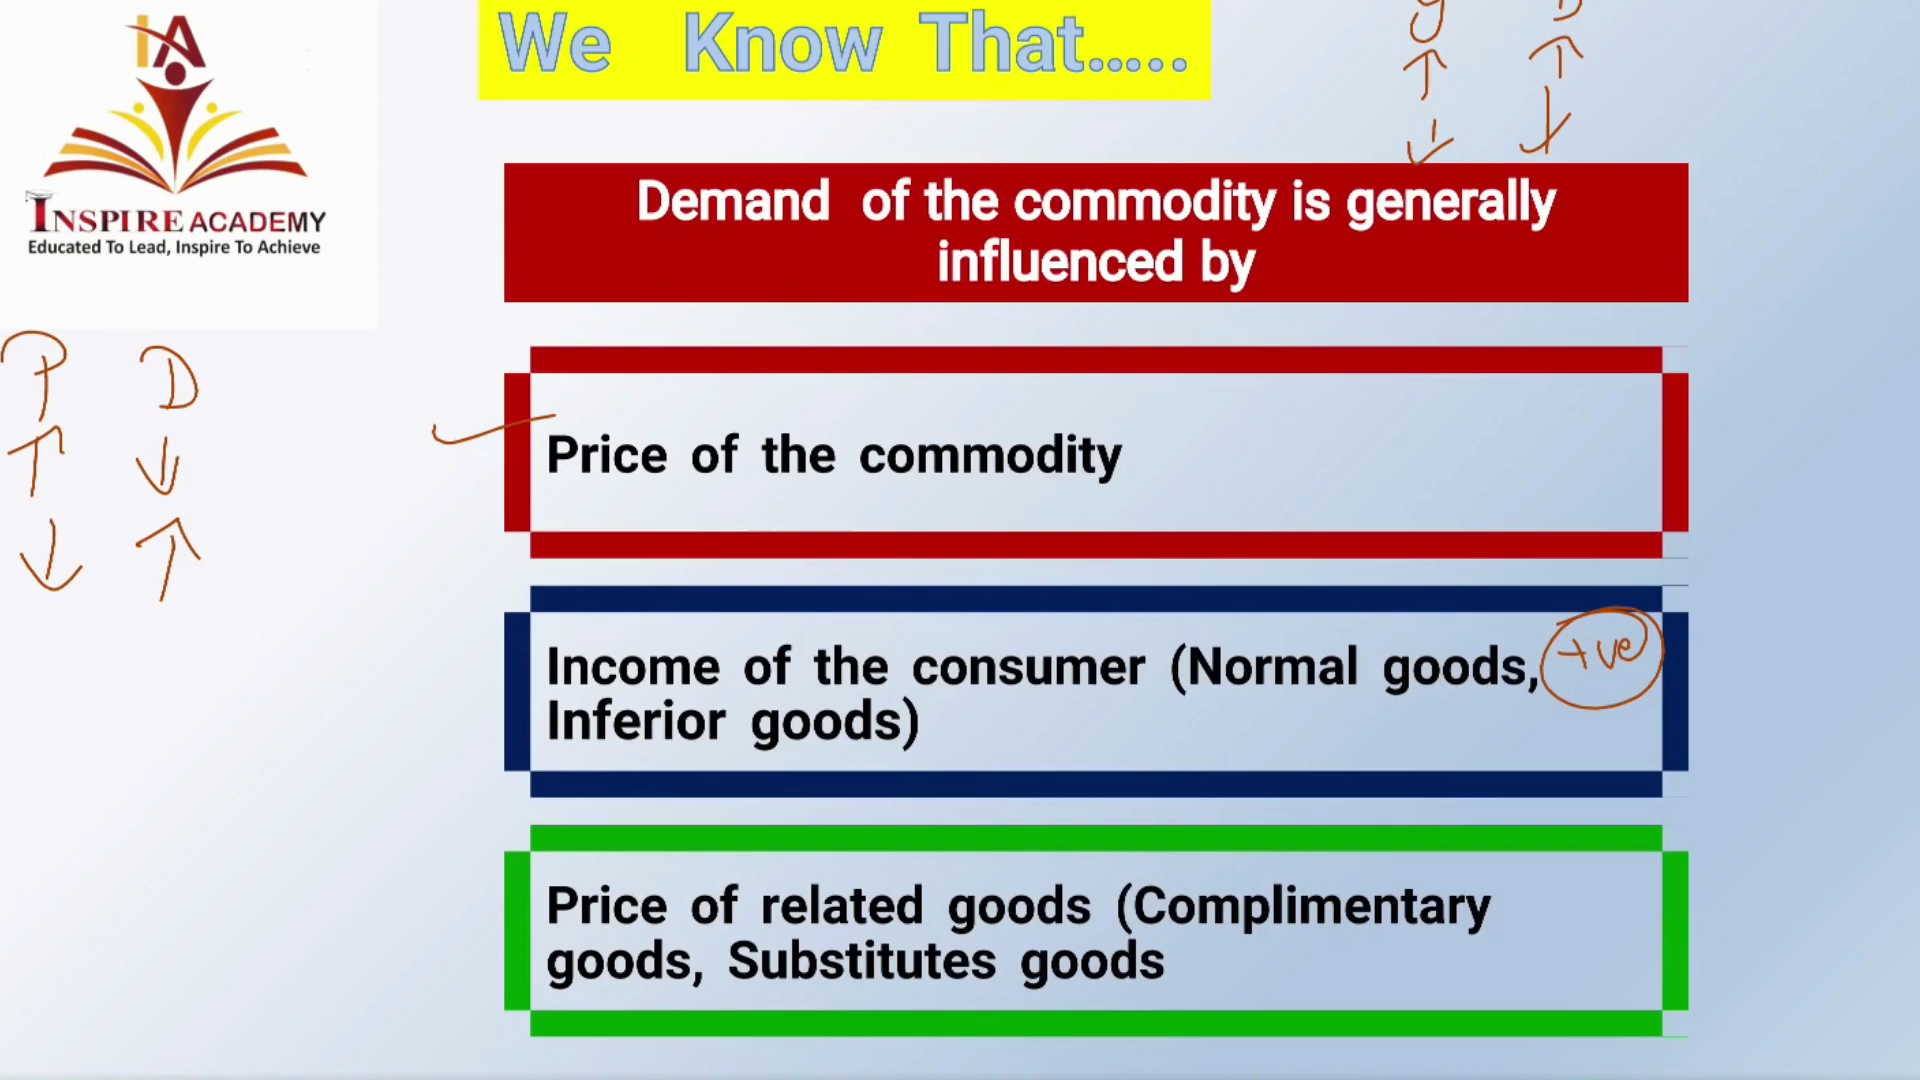 IA
INSPIRE ACADEMY
Educated To Lead, Inspire To Achieve
We Know That.....
y D
↑ ↑
↓ ↓
Demand of the commodity is generally
influenced by
P D
↑ ↓
↓ ↑
Price of the commodity
Income of the consumer (Normal goods, +ve
Inferior goods)
Price of related goods (Complimentary
goods, Substitutes goods